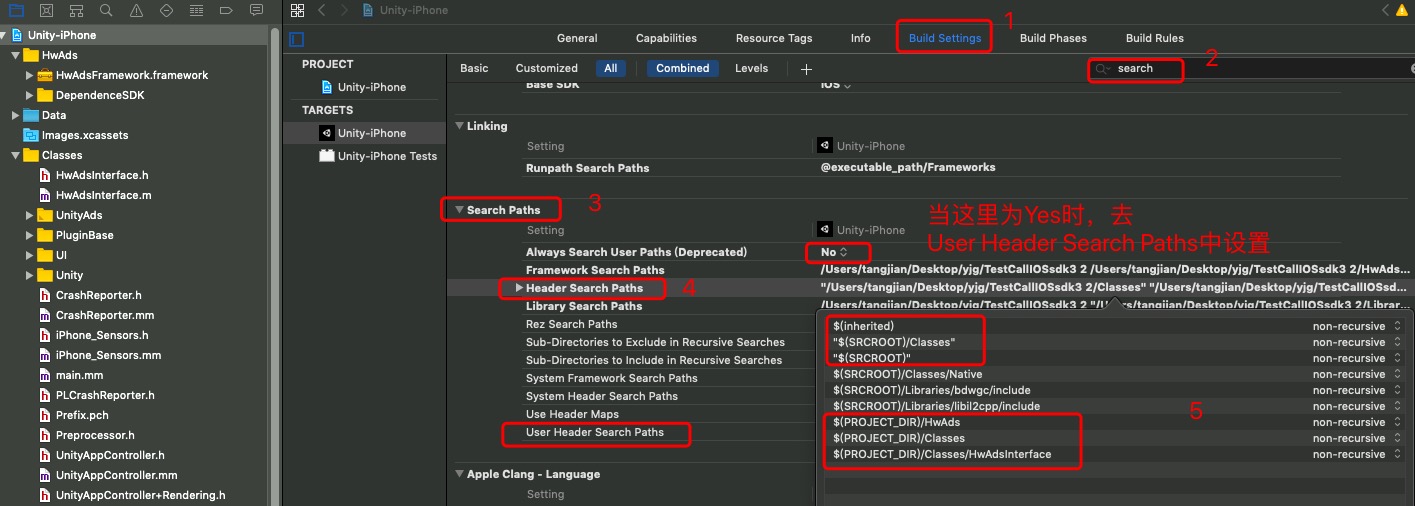 Unity-iPhone
HwAds
HwAdsFramework.framework
DependenceSDK
Data
Images.xcassets
Classes
HwAdsInterface.h
HwAdsInterface.m
UnityAds
PluginBase
UI
Unity
CrashReporter.h
CrashReporter.mm
iPhone_Sensors.h
iPhone_Sensors.mm
main.mm
PLCrashReporter.h
Prefix.pch
Preprocessor.h
UnityAppController.h
UnityAppController.mm
UnityAppController+Rendering.h
Unity-iPhone
General Capabilities Resource Tags Info Build Settings Build Phases Build Rules
1
PROJECT
Unity-iPhone
TARGETS
Unity-iPhone
Unity-iPhone Tests
Basic Customized All Combined Levels + search
2
Base SDK iOS
Linking
Setting Unity-iPhone
Runpath Search Paths @executable_path/Frameworks
Search Paths 3
当这里为Yes时，去
User Header Search Paths中设置
Setting Unity-iPhone
Always Search User Paths (Deprecated) No
Framework Search Paths /Users/tangjian/Desktop/yjg/TestCallIOSsdk3 2 /Users/tangjian/Desktop/yjg/TestCallIOSsdk3 2/HwAds...
Header Search Paths 4 "/Users/tangjian/Desktop/yjg/TestCallIOSsdk3 2/Classes" "/Users/tangjian/Desktop/yjg/TestCallIOSsd...
Library Search Paths /Users/tangjian/Desktop/yjg/TestCallIOSsdk3 2 "/Users/tangjian/Desktop/yjg/TestCallIOSsdk3 2/Librar...
Rez Search Paths
Sub-Directories to Exclude in Recursive Searches
Sub-Directories to Include in Recursive Searches
System Framework Search Paths
System Header Search Paths
Use Header Maps
User Header Search Paths
Apple Clang - Language
Setting
$(inherited) non-recursive
"$(SRCROOT)/Classes" non-recursive
"$(SRCROOT)" non-recursive
$(SRCROOT)/Classes/Native non-recursive
$(SRCROOT)/Libraries/bdwgc/include non-recursive
$(SRCROOT)/Libraries/libil2cpp/include non-recursive
5
$(PROJECT_DIR)/HwAds non-recursive
$(PROJECT_DIR)/Classes non-recursive
$(PROJECT_DIR)/Classes/HwAdsInterface non-recursive